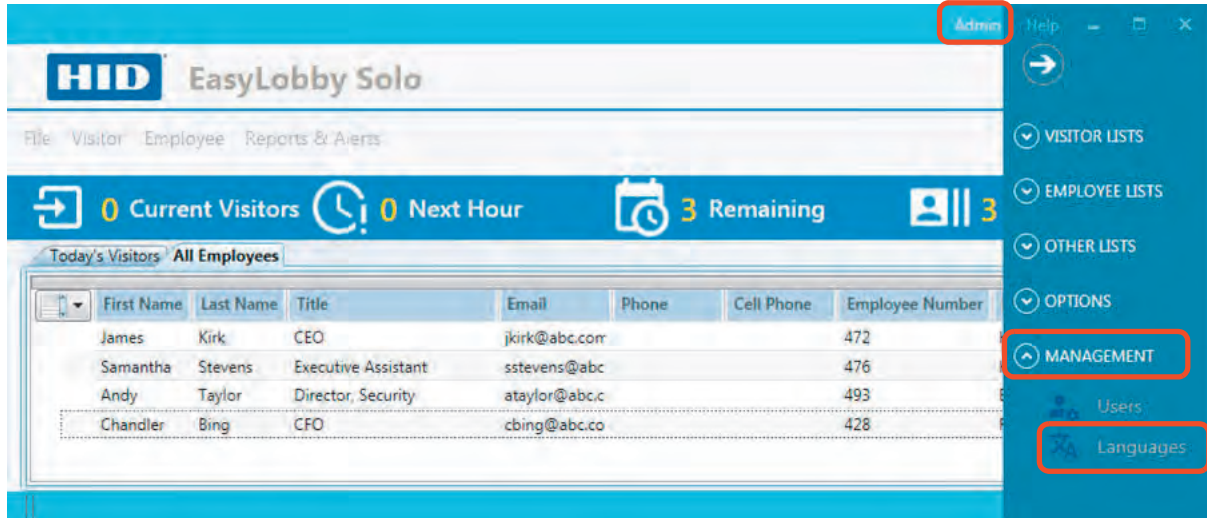 Admin Help
HID EasyLobby Solo
File Visitor Employee Reports & Alerts
0 Current Visitors 0 Next Hour 3 Remaining 3
Today's Visitors All Employees
First Name Last Name Title Email Phone Cell Phone Employee Number
James Kirk CEO jkirk@abc.com 472
Samantha Stevens Executive Assistant sstevens@abc 476
Andy Taylor Director, Security ataylor@abc.c 493
Chandler Bing CFO cbing@abc.co 428
VISITOR LISTS
EMPLOYEE LISTS
OTHER LISTS
OPTIONS
MANAGEMENT
Users
Languages